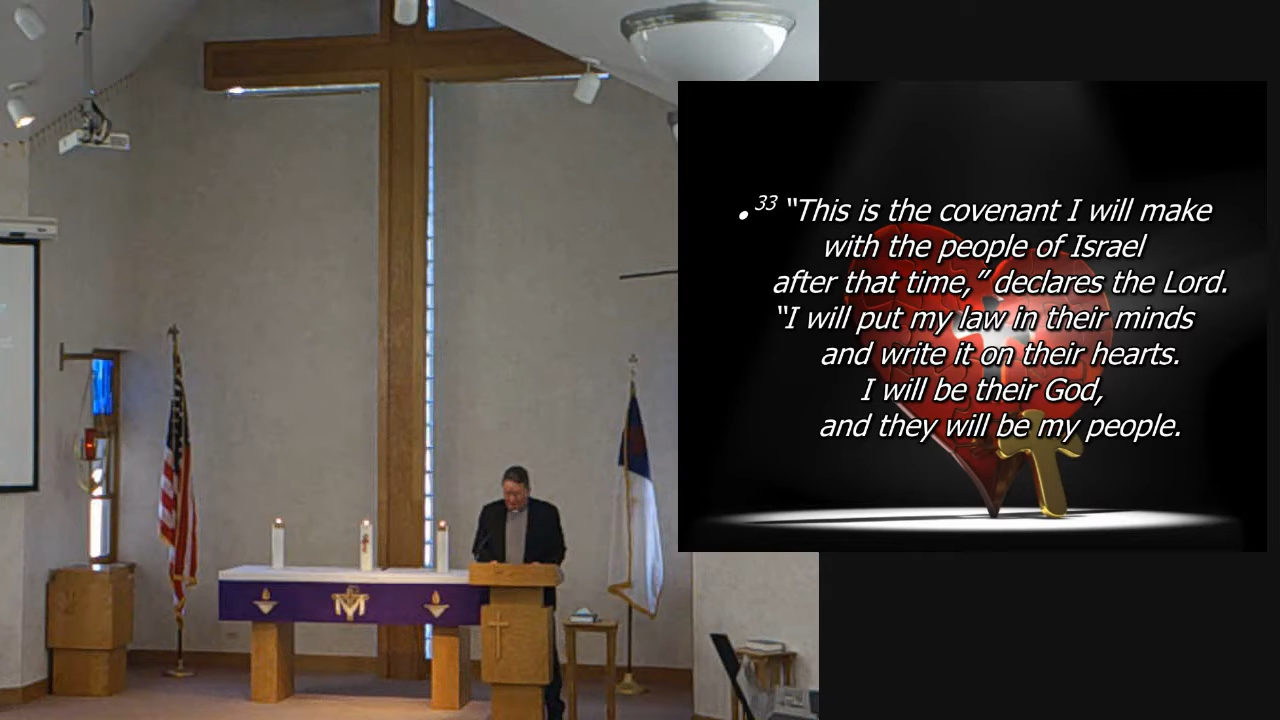 • 33 “This is the covenant I will make
with the people of Israel
after that time,” declares the Lord.
“I will put my law in their minds
and write it on their hearts.
I will be their God,
and they will be my people.